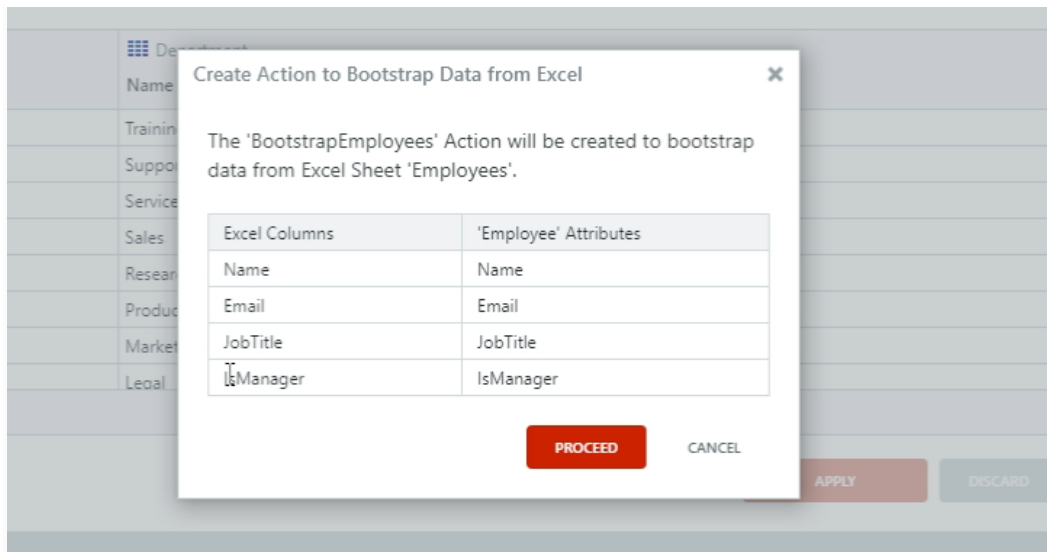 Department
Name
Create Action to Bootstrap Data from Excel
The 'BootstrapEmployees' Action will be created to bootstrap
data from Excel Sheet 'Employees'.
Excel Columns 'Employee' Attributes
Name Name
Email Email
JobTitle JobTitle
IsManager IsManager
PROCEED CANCEL
Sales
Legal
APPLY DISCARD